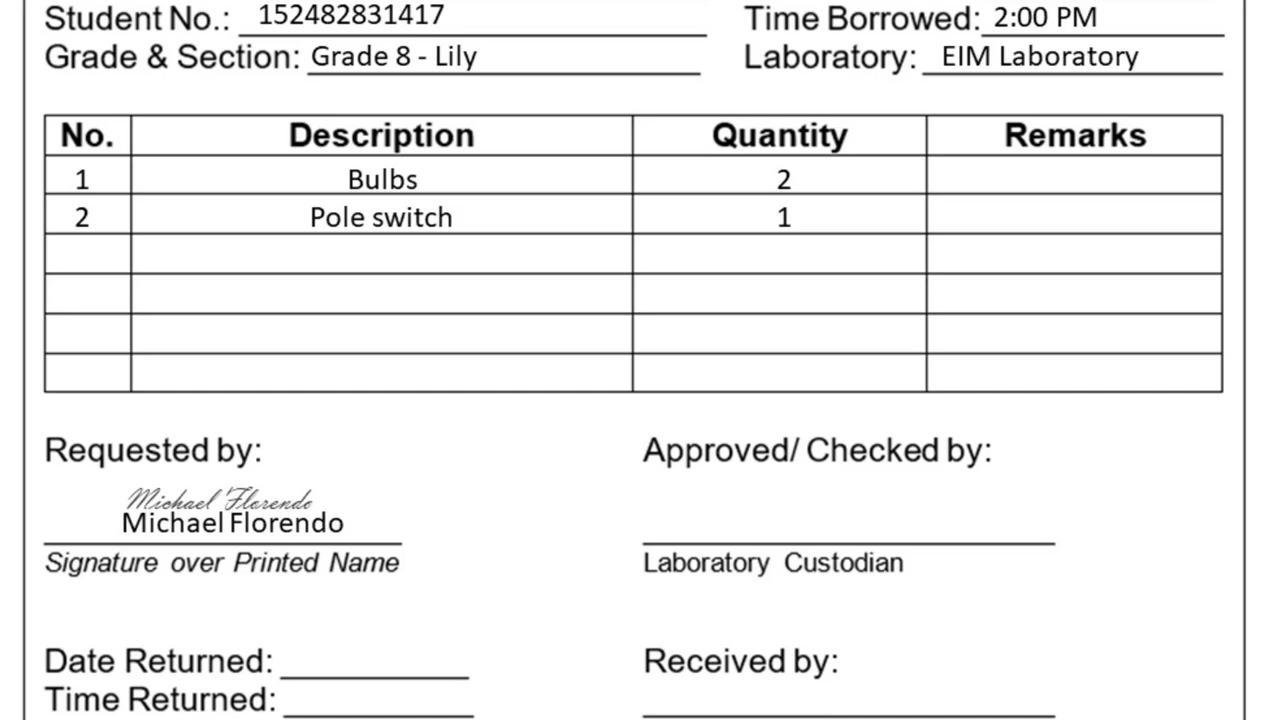 Student No.: 152482831417 Time Borrowed: 2:00 PM
Grade & Section: Grade 8 - Lily Laboratory: EIM Laboratory
No. Description Quantity Remarks
1 Bulbs 2
2 Pole switch 1
Requested by: Approved/ Checked by:
Michael Florendo
Michael Florendo
Signature over Printed Name Laboratory Custodian
Date Returned: Received by:
Time Returned: